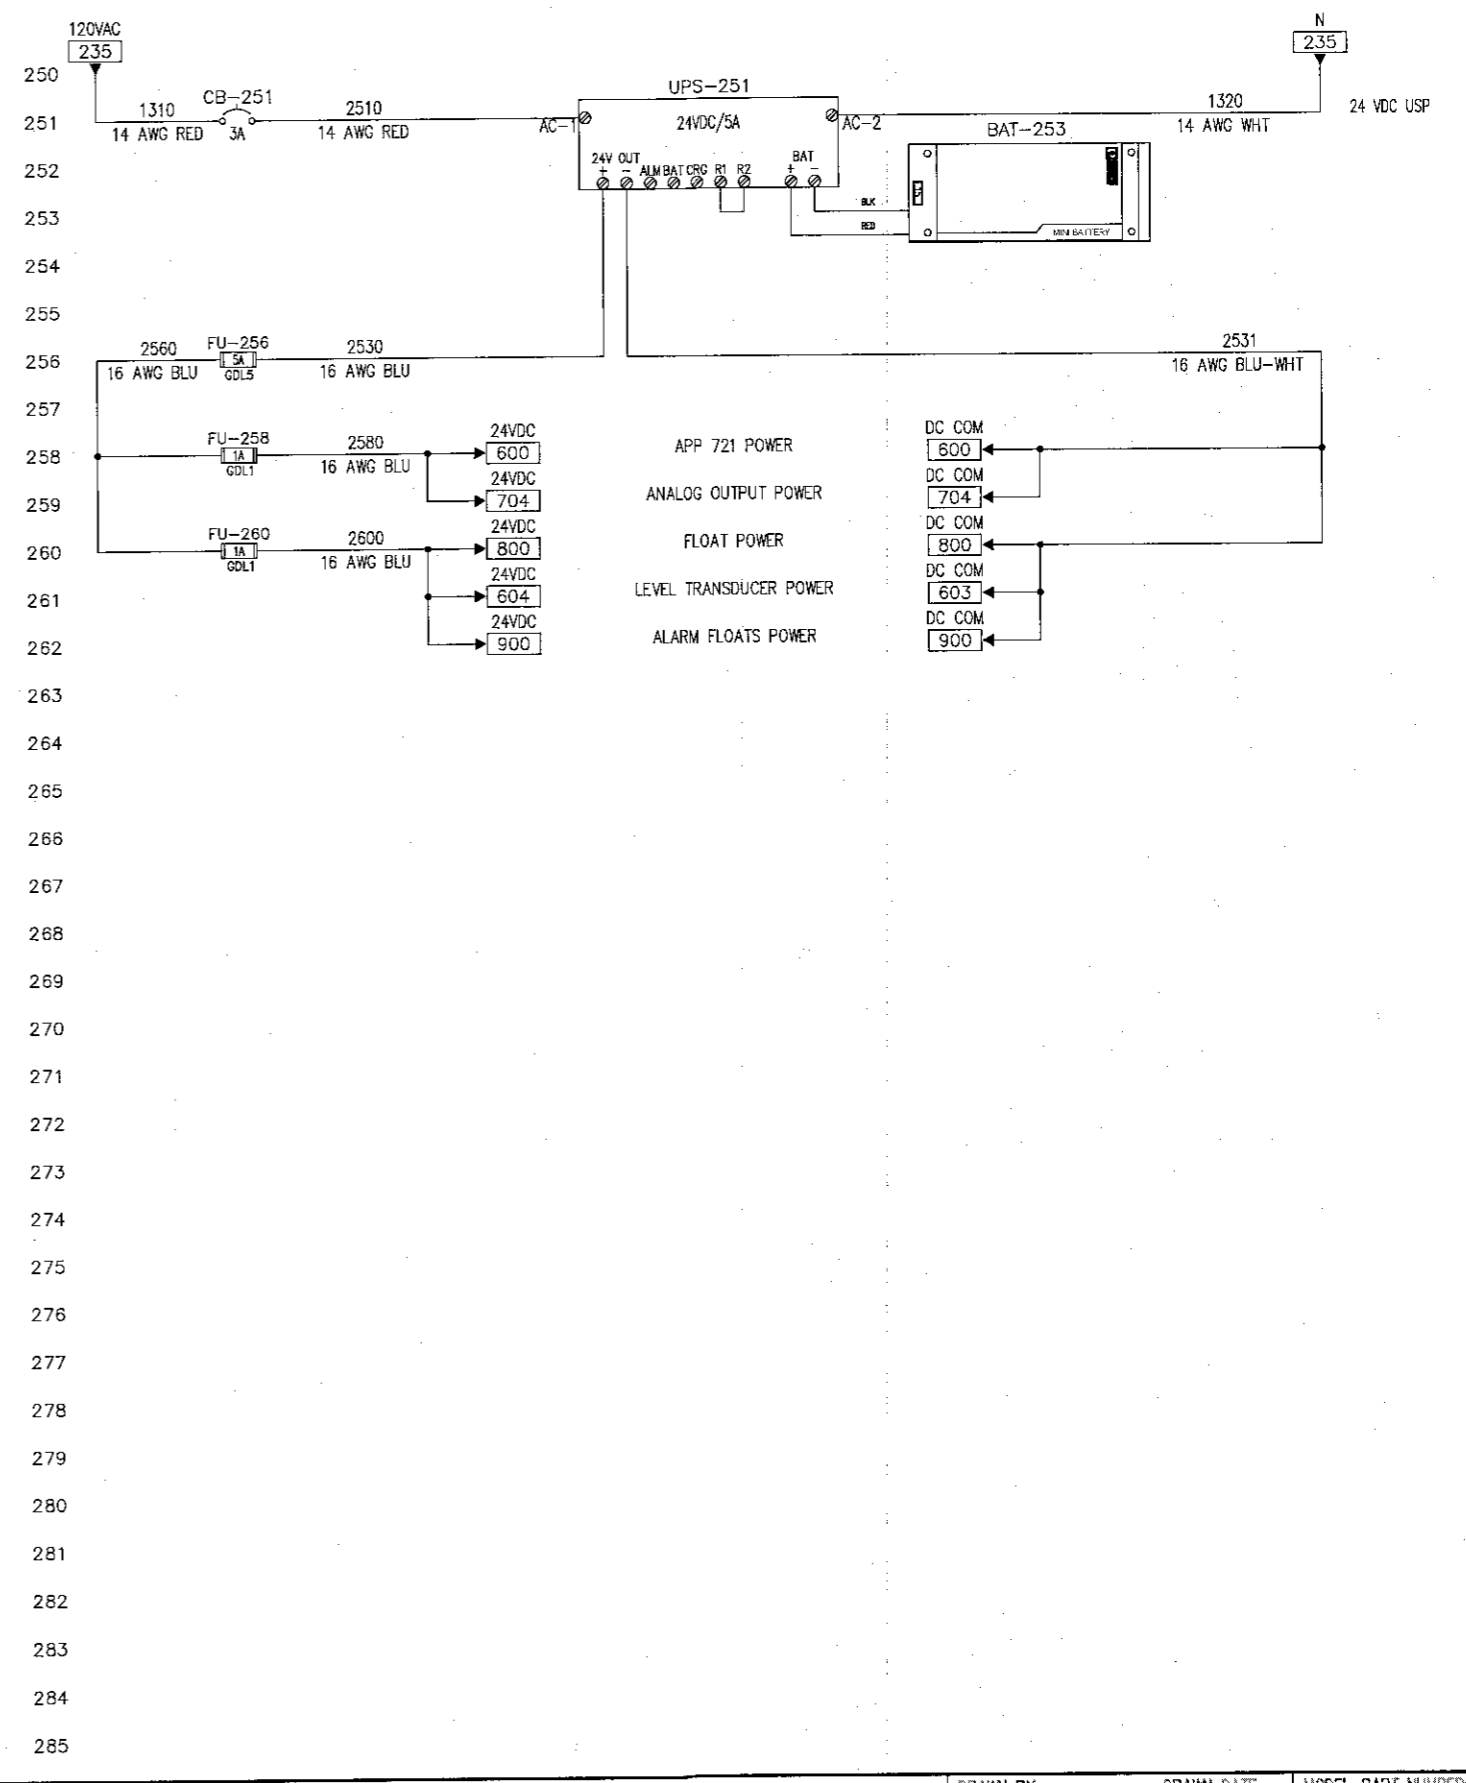 120VAC
235
N
235
250
CB-251
UPS-251
1310
2510
1320
24 VDC USP
251
14 AWG RED
3A
14 AWG RED
AC-1
24VDC/5A
AC-2
14 AWG WHT
BAT-253
252
24V OUT
BAT
+ - ALM BAT CRG R1 R2 + -
BLK
253
RED
MINI BATTERY
254
255
2560
FU-256
2530
2531
256
16 AWG BLU
5A
GDL5
16 AWG BLU
16 AWG BLU-WHT
257
FU-258
2580
24VDC
DC COM
258
1A
GDL1
16 AWG BLU
600
APP 721 POWER
600
24VDC
DC COM
259
704
ANALOG OUTPUT POWER
704
FU-260
2600
24VDC
DC COM
260
1A
GDL1
16 AWG BLU
800
FLOAT POWER
800
24VDC
DC COM
261
604
LEVEL TRANSDUCER POWER
603
24VDC
DC COM
262
900
ALARM FLOATS POWER
900
263
264
265
266
267
268
269
270
271
272
273
274
275
276
277
278
279
280
281
282
283
284
285